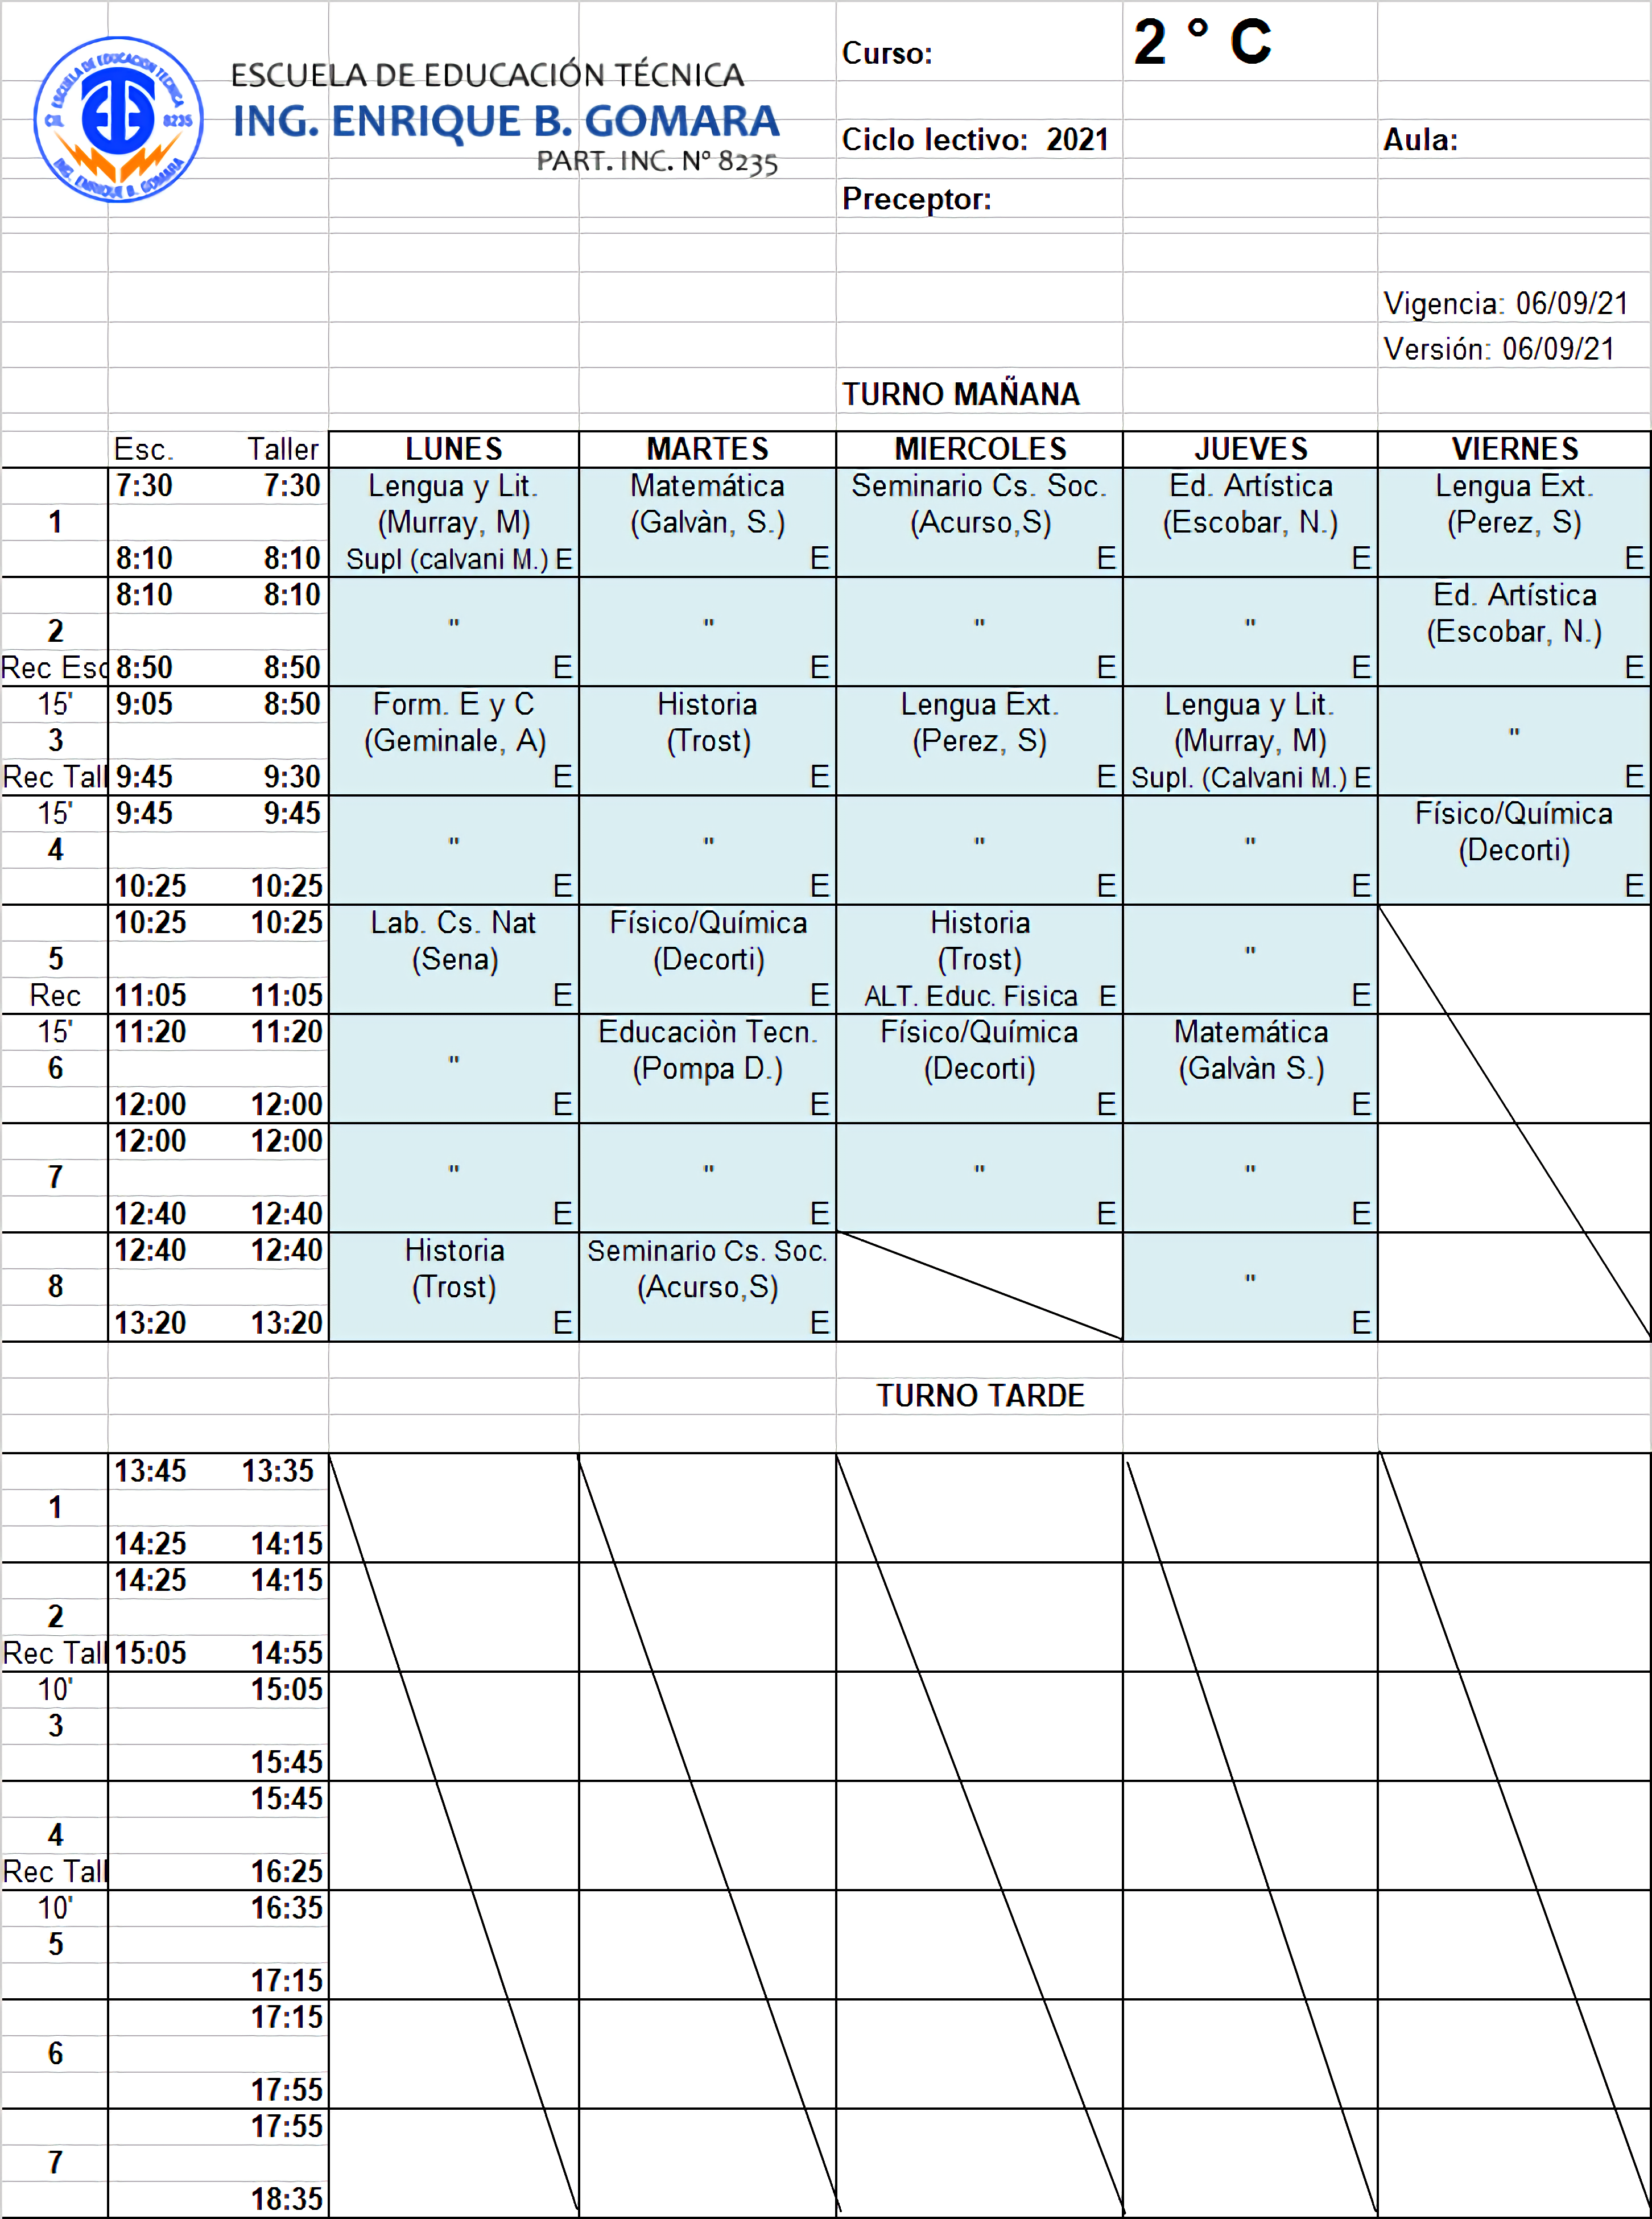 ESCUELA DE EDUCACION TECNICA
8235
ING. ENRIQUE B. GOMARA
ESCUELA DE EDUCACIÓN TÉCNICA
ING. ENRIQUE B. GOMARA
PART. INC. Nº 8235
Curso: 2 ° C
Ciclo lectivo: 2021 Aula:
Preceptor:
Vigencia: 06/09/21
Versión: 06/09/21
TURNO MAÑANA
Esc. Taller LUNES MARTES MIERCOLES JUEVES VIERNES
7:30 7:30 Lengua y Lit. Matemática Seminario Cs. Soc. Ed. Artística Lengua Ext.
1 (Murray, M) (Galvàn, S.) (Acurso,S) (Escobar, N.) (Perez, S)
8:10 8:10 Supl (calvani M.) E E E E E
8:10 8:10 Ed. Artística
2 " " " " (Escobar, N.)
Rec Esc 8:50 8:50 E E E E E
15' 9:05 8:50 Form. E y C Historia Lengua Ext. Lengua y Lit.
3 (Geminale, A) (Trost) (Perez, S) (Murray, M) "
Rec Tall 9:45 9:30 E E E Supl. (Calvani M.) E E
15' 9:45 9:45 Físico/Química
4 " " " " (Decorti)
10:25 10:25 E E E E E
10:25 10:25 Lab. Cs. Nat Físico/Química Historia
5 (Sena) (Decorti) (Trost) "
Rec 11:05 11:05 E E ALT. Educ. Fisica E E
15' 11:20 11:20 Educaciòn Tecn. Físico/Química Matemática
6 " (Pompa D.) (Decorti) (Galvàn S.)
12:00 12:00 E E E E
12:00 12:00
7 " " " "
12:40 12:40 E E E E
12:40 12:40 Historia Seminario Cs. Soc.
8 (Trost) (Acurso,S) "
13:20 13:20 E E E
TURNO TARDE
13:45 13:35
1
14:25 14:15
14:25 14:15
2
Rec Tall 15:05 14:55
10' 15:05
3
15:45
15:45
4
Rec Tall 16:25
10' 16:35
5
17:15
17:15
6
17:55
17:55
7
18:35